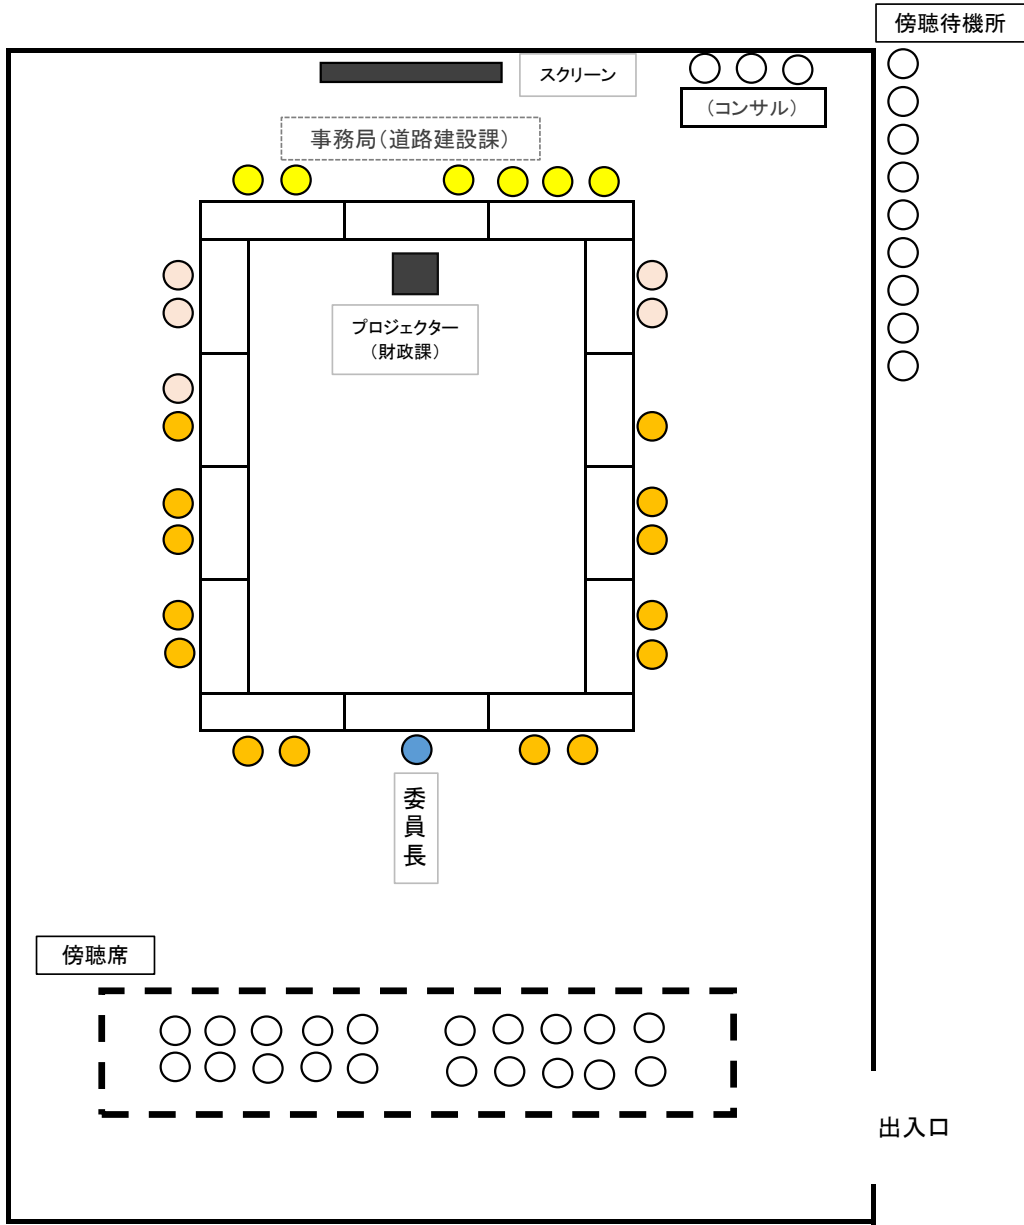 傍聴待機所
スクリーン
（コンサル）
事務局（道路建設課）
プロジェクター
（財政課）
委員長
傍聴席
出入口